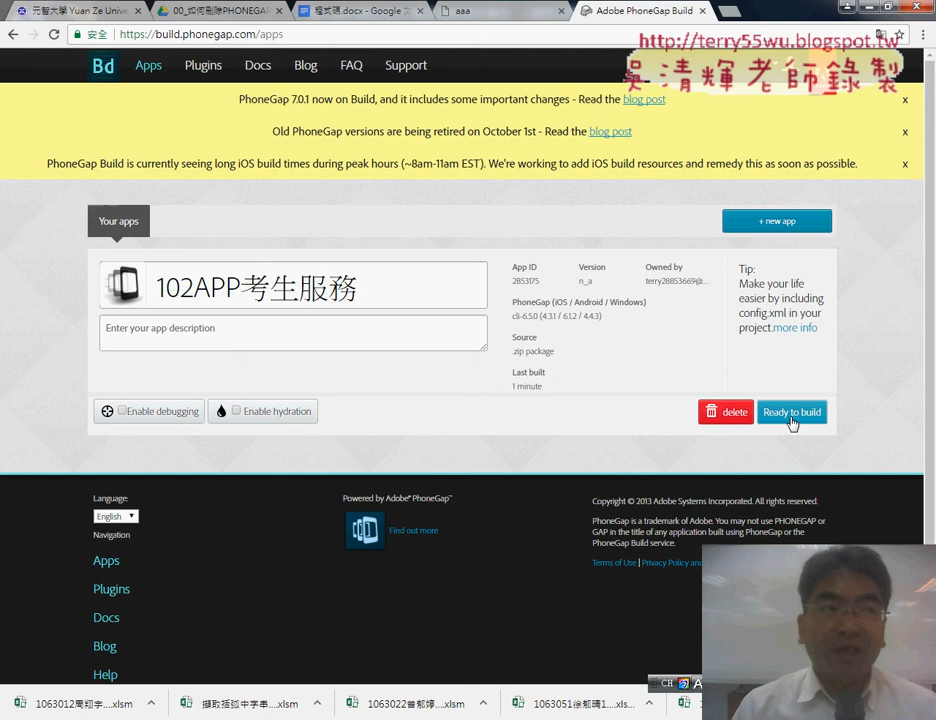 元智大學 Yuan Ze Unive
00_如何刪除PHONEGAP
程式碼.docx - Google 文
aaa
Adobe PhoneGap Build
安全
https://build.phonegap.com/apps
http://terry55wu.blogspot.tw
吳清輝老師錄製
Bd
Apps
Plugins
Docs
Blog
FAQ
Support
PhoneGap 7.0.1 now on Build, and it includes some important changes - Read the blog post
x
Old PhoneGap versions are being retired on October 1st - Read the blog post
x
PhoneGap Build is currently seeing long iOS build times during peak hours (~8am-11am EST). We're working to add iOS build resources and remedy this as soon as possible.
x
Your apps
+ new app
102APP考生服務
Enter your app description
App ID
2853175
Version
n_a
Owned by
terry28853669@...
PhoneGap (iOS / Android / Windows)
cli-6.5.0 (4.3.1 / 6.1.2 / 4.4.3)
Source
.zip package
Last built
1 minute
Tip:
Make your life
easier by including
config.xml in your
project.more info
Enable debugging
Enable hydration
delete
Ready to build
Language:
English
Navigation
Apps
Plugins
Docs
Blog
Help
Powered by Adobe® PhoneGap™
Find out more
Copyright © 2013 Adobe Systems Incorporated. All rights reserved.
PhoneGap is a trademark of Adobe. You may not use PHONEGAP or
GAP in the title of any application built using PhoneGap or the
PhoneGap Build service.
Terms of Use | Privacy Policy and
CH
A
1063012周翔宇....xlsm
擷取括弧中字串....xlsm
1063022曾郁婷....xlsm
1063051徐郁晴1....xlsm